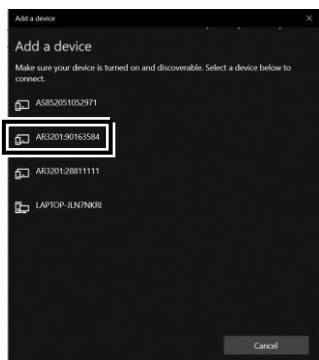 Add a device
Add a device
Make sure your device is turned on and discoverable. Select a device below to
connect.
AS852051052971
AR3201:90163584
AR3201:28811111
LAPTOP-JLN7NKRI
Cancel